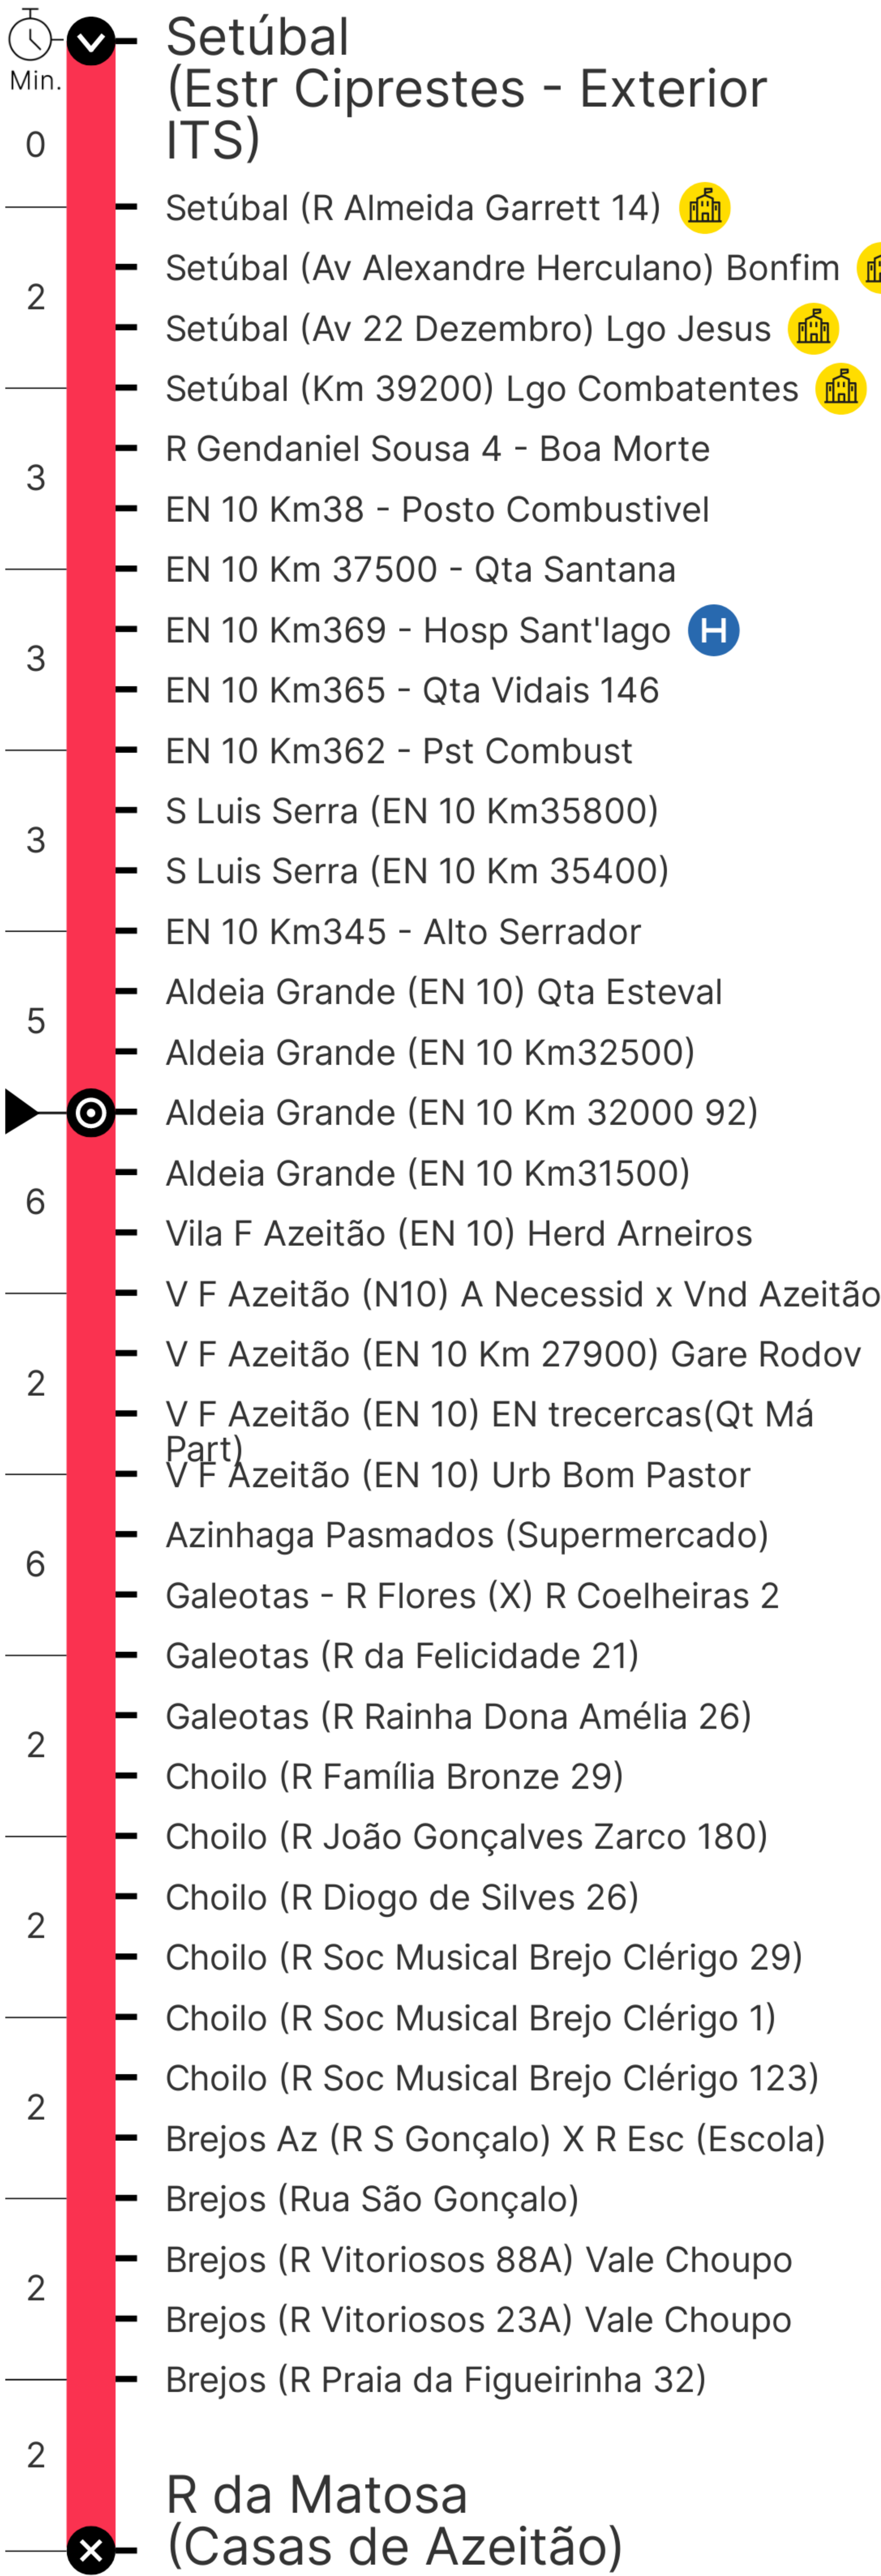 Setúbal
(Estr Ciprestes - Exterior
ITS)
Min.
0
Setúbal (R Almeida Garrett 14)
Setúbal (Av Alexandre Herculano) Bonfim
2
Setúbal (Av 22 Dezembro) Lgo Jesus
Setúbal (Km 39200) Lgo Combatentes
R Gendaniel Sousa 4 - Boa Morte
3
EN 10 Km38 - Posto Combustivel
EN 10 Km 37500 - Qta Santana
EN 10 Km369 - Hosp Sant'Iago H
3
EN 10 Km365 - Qta Vidais 146
EN 10 Km362 - Pst Combust
S Luis Serra (EN 10 Km35800)
3
S Luis Serra (EN 10 Km 35400)
EN 10 Km345 - Alto Serrador
Aldeia Grande (EN 10) Qta Esteval
5
Aldeia Grande (EN 10 Km32500)
Aldeia Grande (EN 10 Km 32000 92)
Aldeia Grande (EN 10 Km31500)
6
Vila F Azeitão (EN 10) Herd Arneiros
V F Azeitão (N10) A Necessid x Vnd Azeitão
V F Azeitão (EN 10 Km 27900) Gare Rodov
2
V F Azeitão (EN 10) EN trecercas(Qt Má
Part)
V F Azeitão (EN 10) Urb Bom Pastor
Azinhaga Pasmados (Supermercado)
6
Galeotas - R Flores (X) R Coelheiras 2
Galeotas (R da Felicidade 21)
Galeotas (R Rainha Dona Amélia 26)
2
Choilo (R Família Bronze 29)
Choilo (R João Gonçalves Zarco 180)
Choilo (R Diogo de Silves 26)
2
Choilo (R Soc Musical Brejo Clérigo 29)
Choilo (R Soc Musical Brejo Clérigo 1)
Choilo (R Soc Musical Brejo Clérigo 123)
2
Brejos Az (R S Gonçalo) X R Esc (Escola)
Brejos (Rua São Gonçalo)
Brejos (R Vitoriosos 88A) Vale Choupo
2
Brejos (R Vitoriosos 23A) Vale Choupo
Brejos (R Praia da Figueirinha 32)
2
R da Matosa
(Casas de Azeitão)